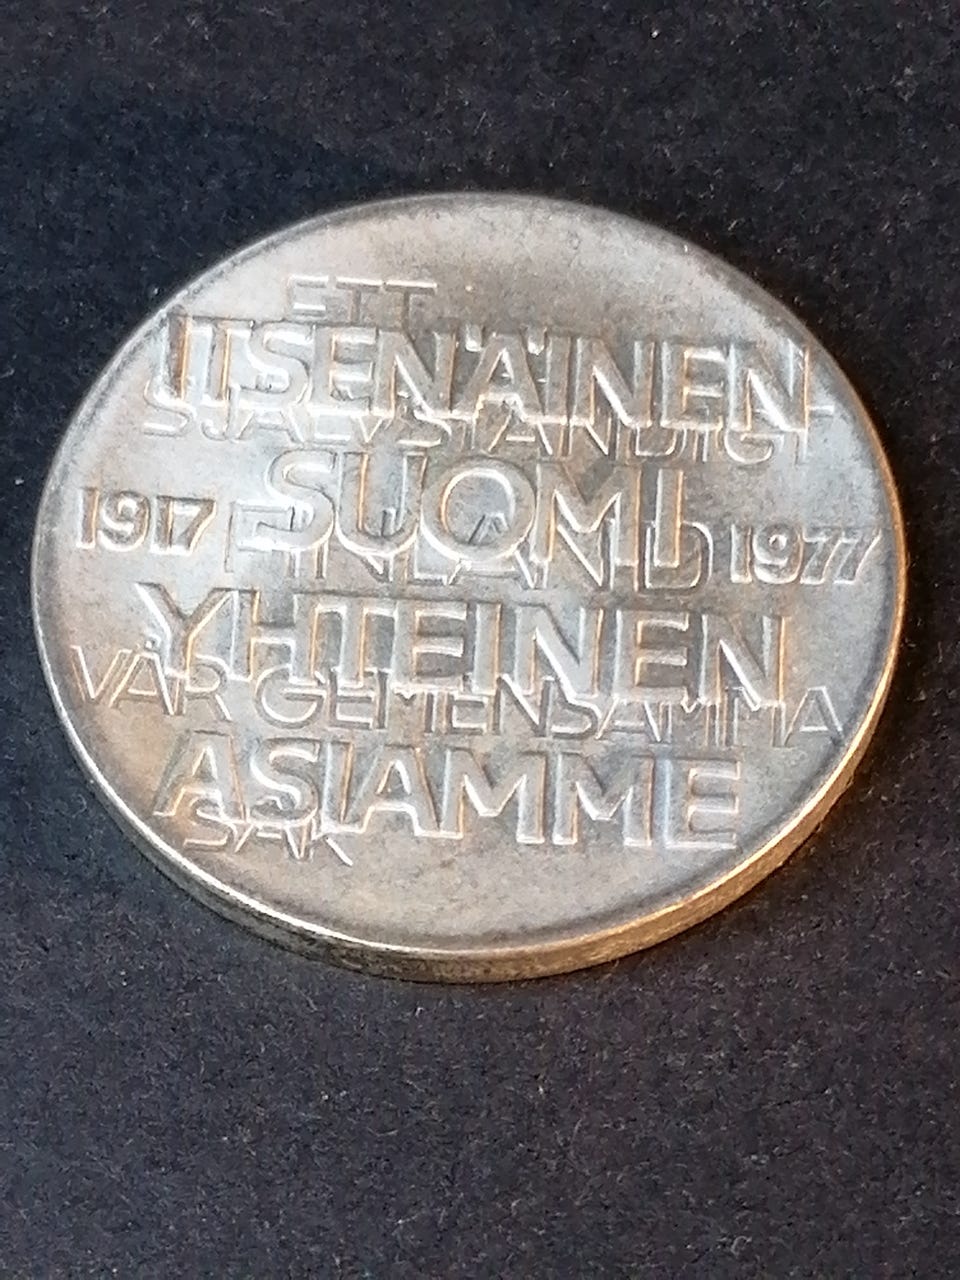 ETT
ITSENÄINEN
SJÄLVSTÄNDIGT
SUOMI
1917 FINLAND 1977
YHTEINEN
VÅR GEMENSAMMA
ASIAMME
SAK